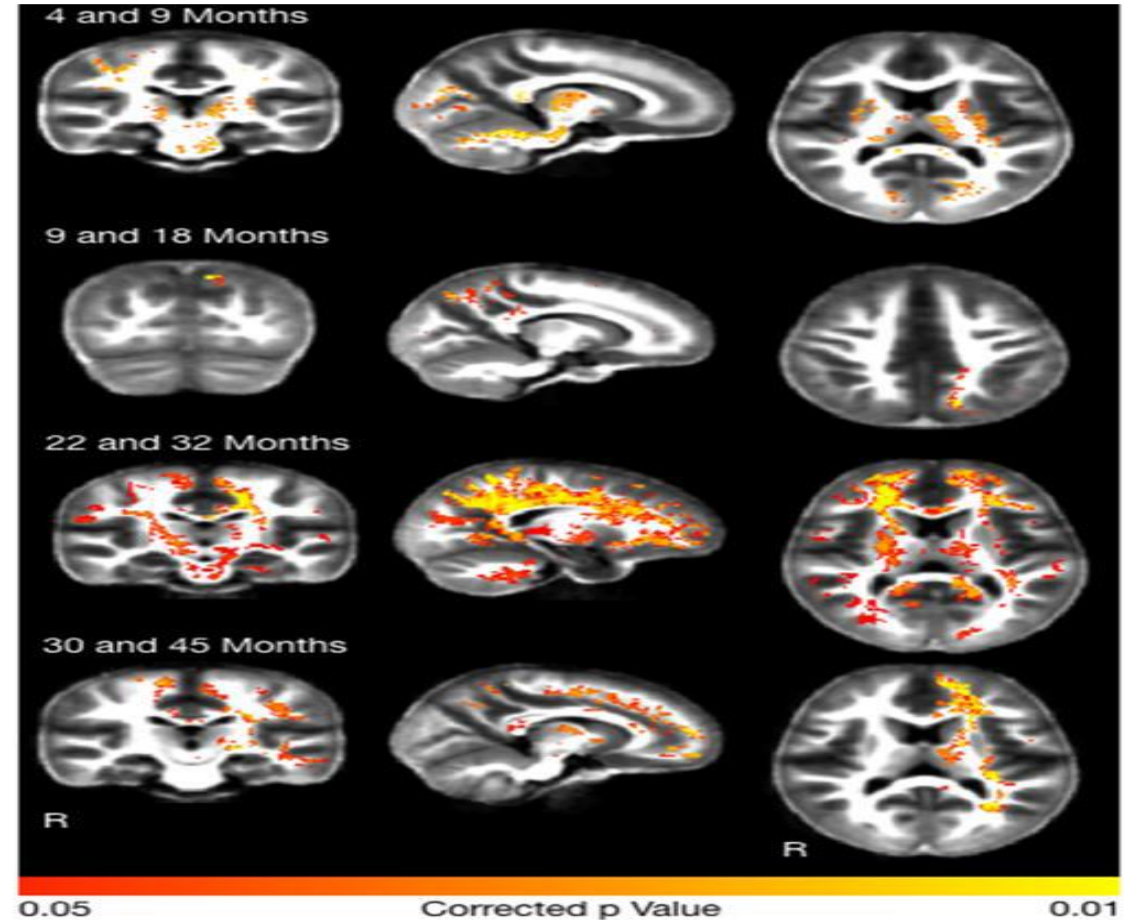 4 and 9 Months
9 and 18 Months
22 and 32 Months
30 and 45 Months
R
R
0.05 Corrected p Value 0.01